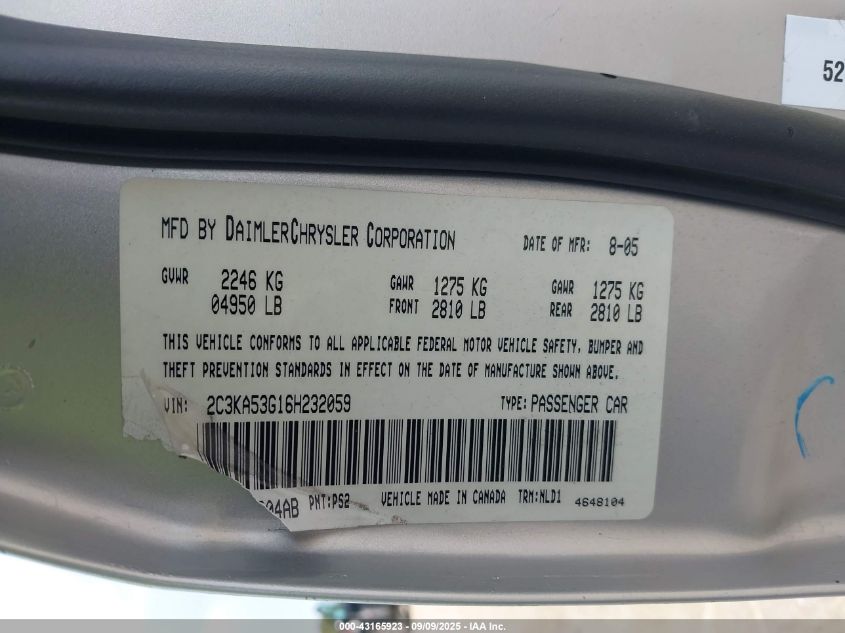 52
MFD BY DAIMLERCHRYSLER CORPORATION DATE OF MFR: 8-05
GVWR 2246 KG GAWR 1275 KG GAWR 1275 KG
04950 LB FRONT 2810 LB REAR 2810 LB
THIS VEHICLE CONFORMS TO ALL APPLICABLE FEDERAL MOTOR VEHICLE SAFETY, BUMPER AND
THEFT PREVENTION STANDARDS IN EFFECT ON THE DATE OF MANUFACTURE SHOWN ABOVE.
VIN: 2C3KA53G16H232059 TYPE: PASSENGER CAR
04AB PNT:PS2 VEHICLE MADE IN CANADA TRM:NLD1 4648104
000-43165923 - 09/09/2025 - IAA Inc.